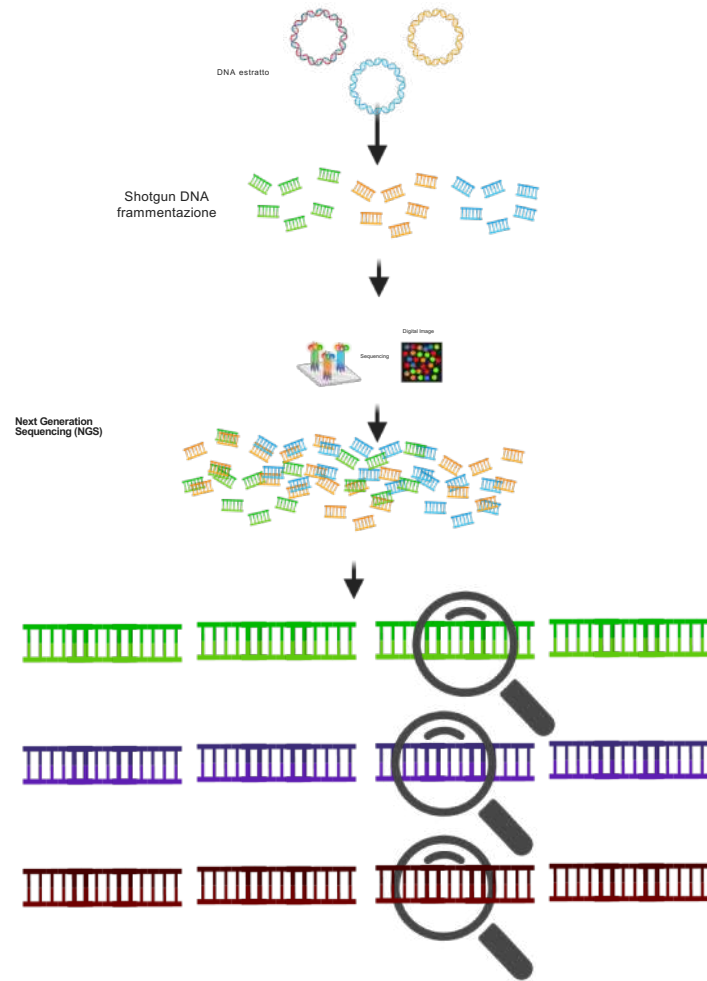 DNA estratto
Shotgun DNA
frammentazione
Digital Image
Sequencing
Next Generation
Sequencing (NGS)